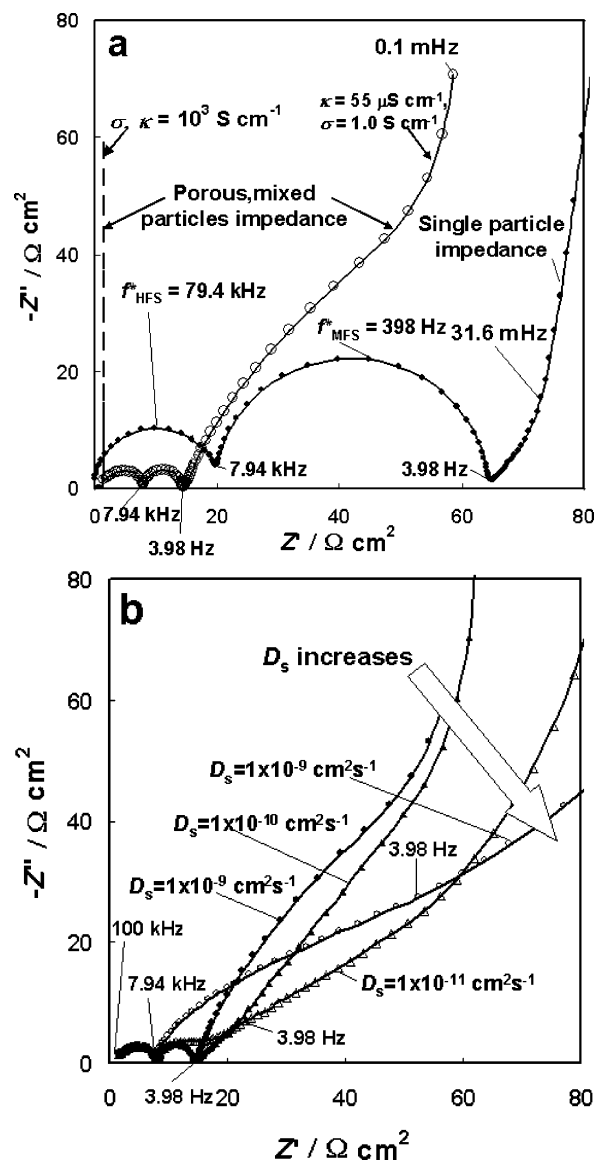 a
80
60
40
20
0
-Z'' / Ω cm²
0.1 mHz
σ, κ = 10³ S cm⁻¹
κ = 55 μS cm⁻¹,
σ = 1.0 S cm⁻¹
Porous,mixed
particles impedance
Single particle
impedance
f*HFS = 79.4 kHz
f*MFS = 398 Hz
31.6 mHz
7.94 kHz
3.98 Hz
7.94 kHz
3.98 Hz
0
20
40
60
80
Z' / Ω cm²
b
80
60
40
20
0
-Z'' / Ω cm²
Ds increases
Ds=1x10⁻⁹ cm²s⁻¹
Ds=1x10⁻¹⁰ cm²s⁻¹
Ds=1x10⁻⁹ cm²s⁻¹
3.98 Hz
100 kHz
7.94 kHz
Ds=1x10⁻¹¹ cm²s⁻¹
3.98 Hz
3.98 Hz
0
20
40
60
80
Z' / Ω cm²